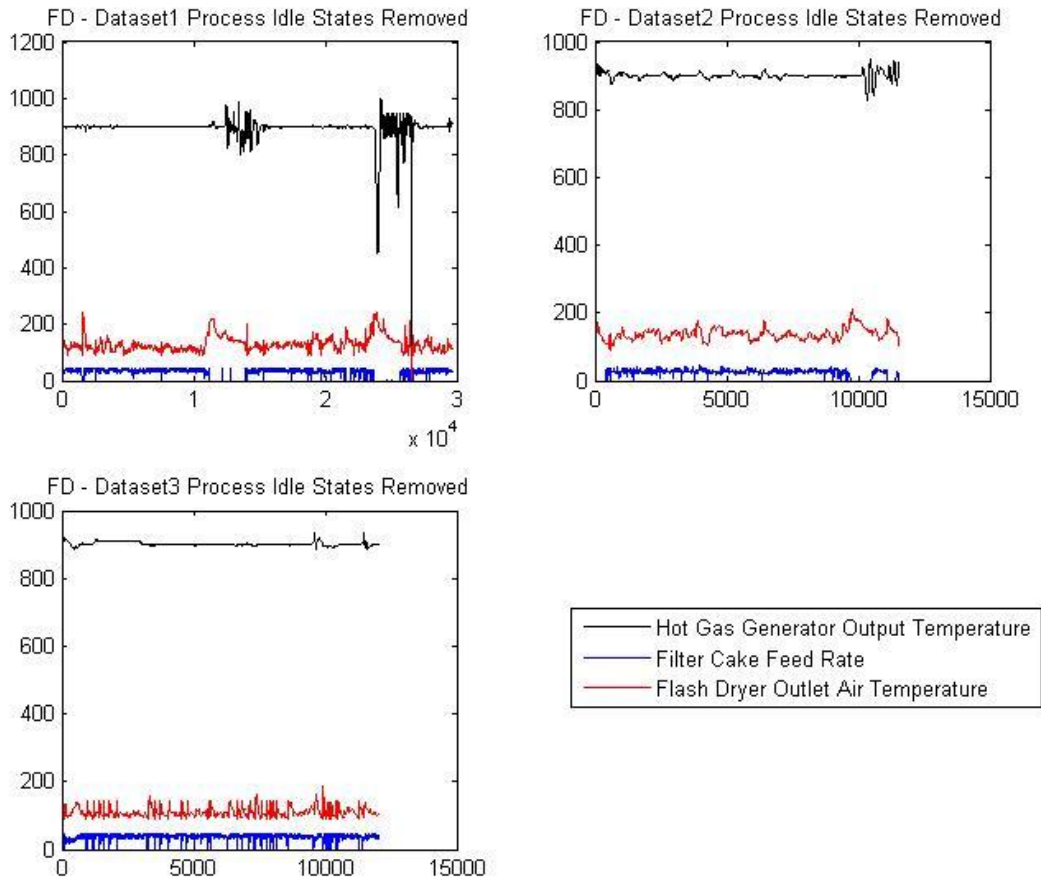 FD - Dataset1 Process Idle States Removed
1200
1000
800
600
400
200
0
0 1 2 3
x 10^4
FD - Dataset2 Process Idle States Removed
1000
800
600
400
200
0
0 5000 10000 15000
FD - Dataset3 Process Idle States Removed
1000
800
600
400
200
0
0 5000 10000 15000
Hot Gas Generator Output Temperature
Filter Cake Feed Rate
Flash Dryer Outlet Air Temperature